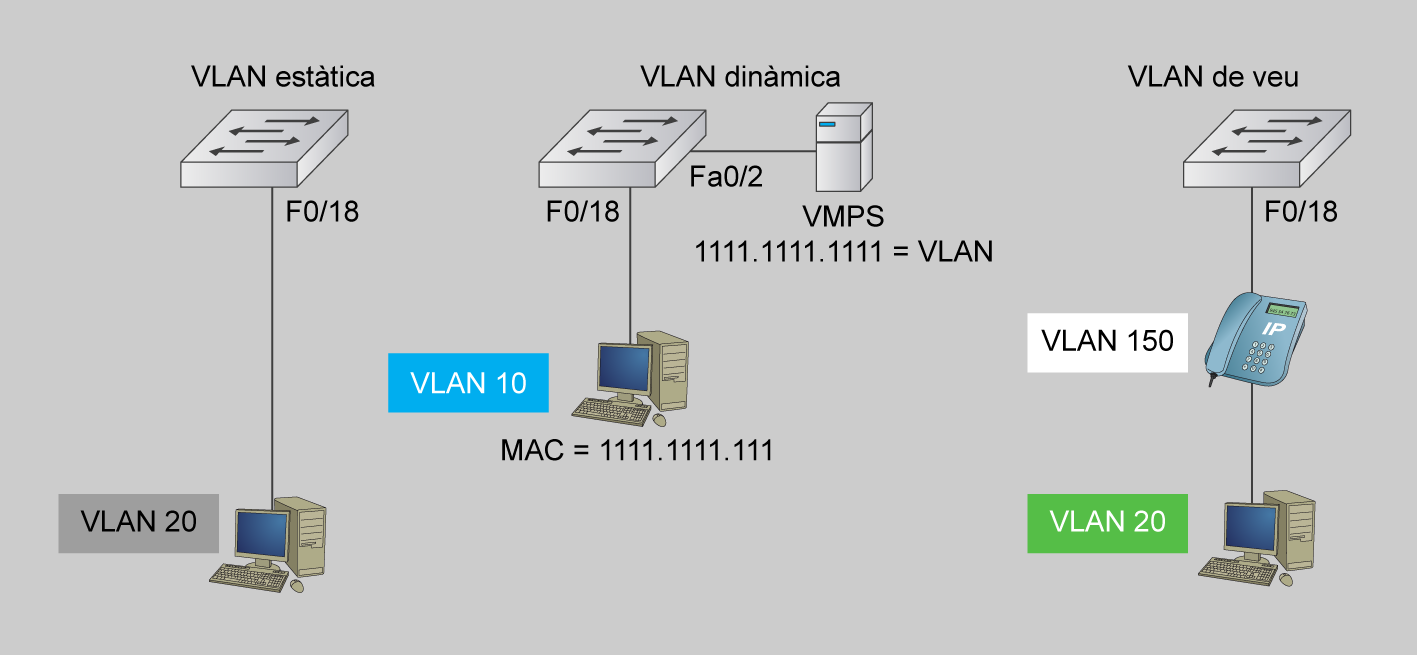 VLAN estàtica
F0/18
VLAN 20
VLAN dinàmica
Fa0/2
F0/18
VMPS
1111.1111.1111 = VLAN
VLAN 10
MAC = 1111.1111.111
VLAN de veu
F0/18
IP
VLAN 150
VLAN 20